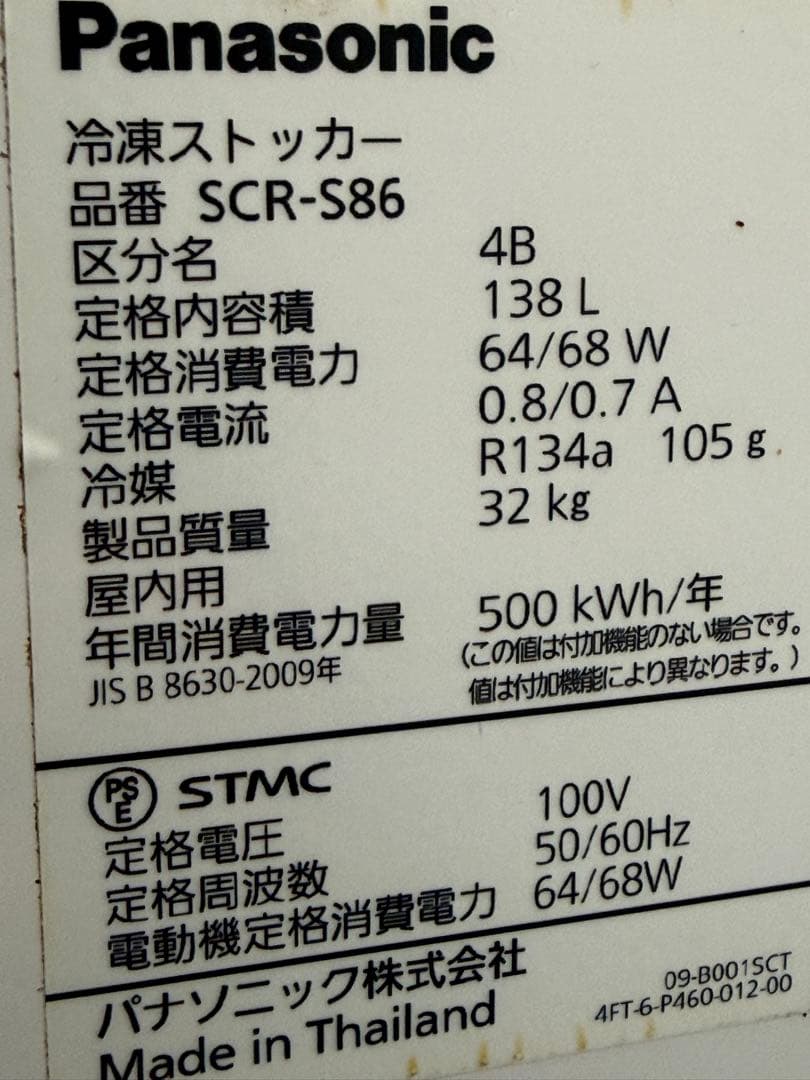 Panasonic
冷凍ストッカー
品番 SCR-S86
区分名 4B
定格内容積 138 L
定格消費電力 64/68 W
定格電流 0.8/0.7 A
冷媒 R134a 105 g
製品質量 32 kg
屋内用
年間消費電力量 500 kWh/年
JIS B 8630-2009年 (この値は付加機能のない場合です。
値は付加機能により異なります。)
PS
E
STMC
定格電圧 100V
定格周波数 50/60Hz
電動機定格消費電力 64/68W
パナソニック株式会社
Made in Thailand
09-B001SCT
4FT-6-P460-012-00